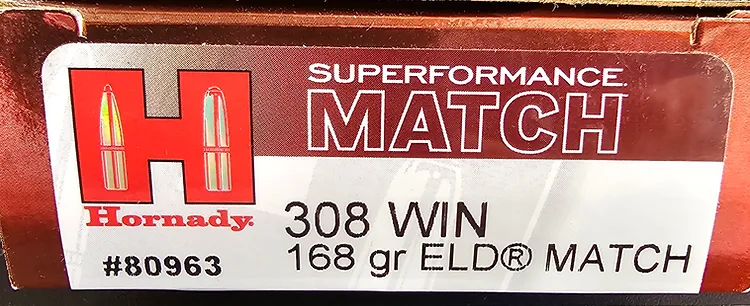 SUPERFORMANCE
MATCH
H
Hornady
308 WIN
#80963
168 gr ELD® MATCH